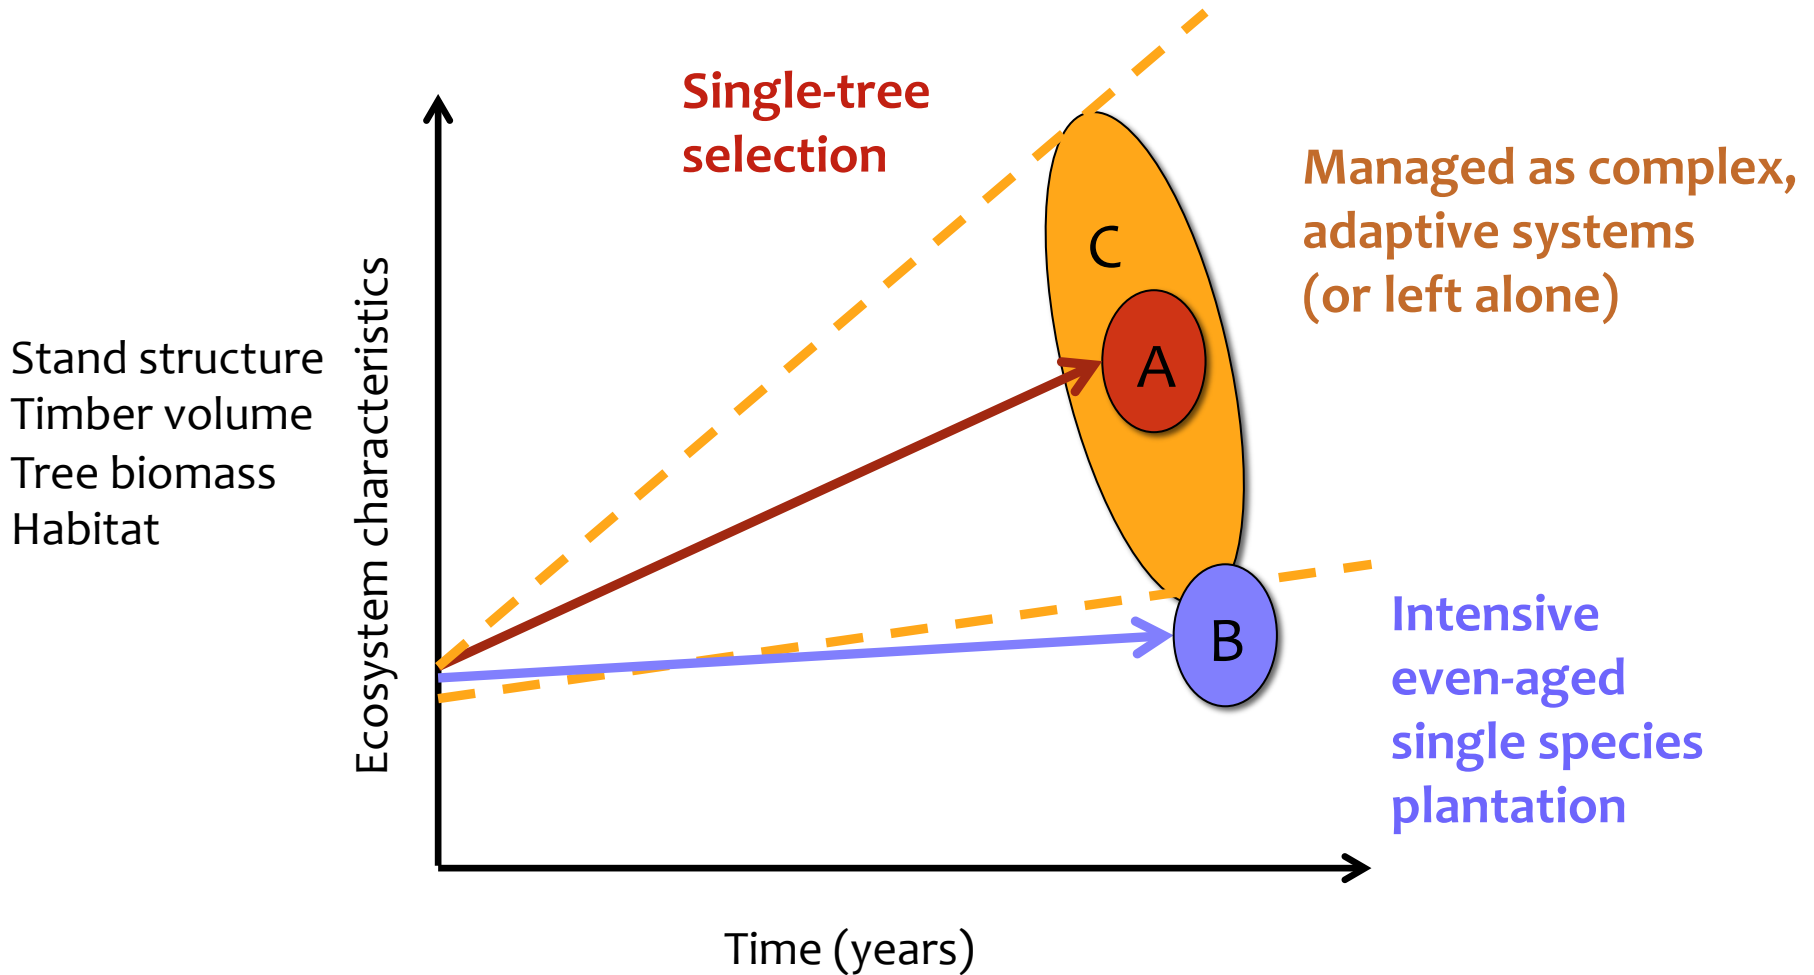 Single-tree
selection
Managed as complex,
adaptive systems
(or left alone)
C
A
B
Stand structure
Timber volume
Tree biomass
Habitat
Ecosystem characteristics
Intensive
even-aged
single species
plantation
Time (years)